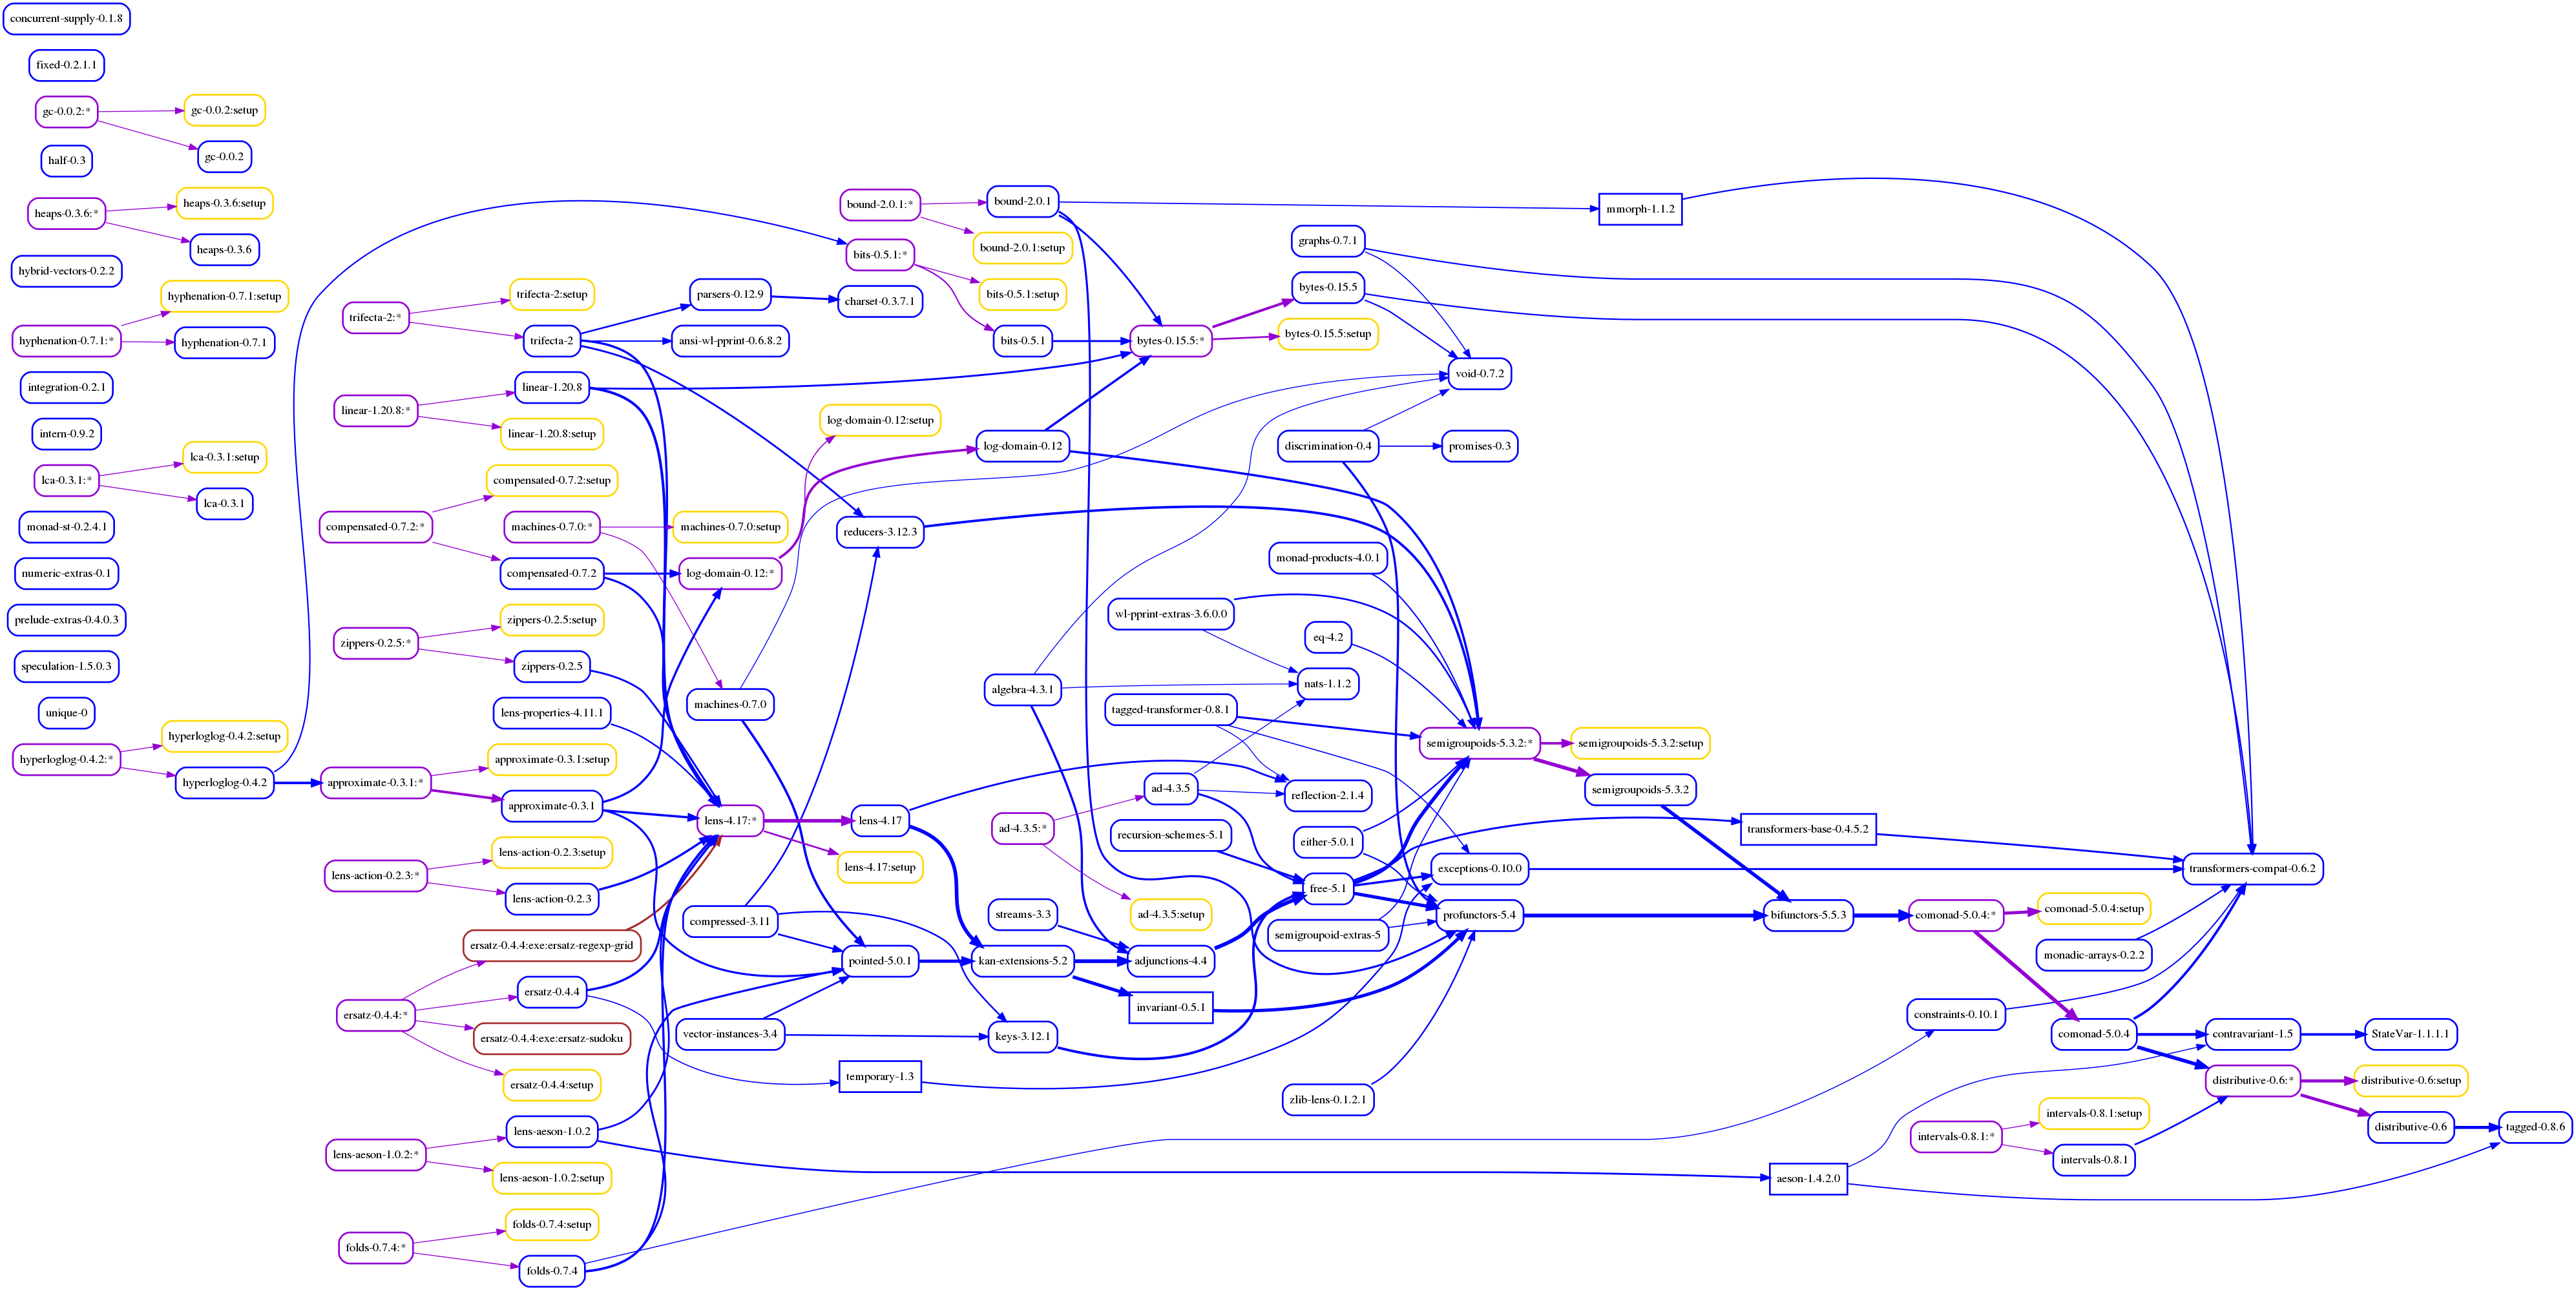 concurrent-supply-0.1.8
fixed-0.2.1.1
gc-0.0.2:*
gc-0.0.2:setup
gc-0.0.2
half-0.3
heaps-0.3.6:*
heaps-0.3.6:setup
heaps-0.3.6
hybrid-vectors-0.2.2
hyphenation-0.7.1:setup
hyphenation-0.7.1:*
hyphenation-0.7.1
integration-0.2.1
intern-0.9.2
lca-0.3.1:setup
lca-0.3.1:*
lca-0.3.1
monad-st-0.2.4.1
numeric-extras-0.1
prelude-extras-0.4.0.3
speculation-1.5.0.3
unique-0
hyperloglog-0.4.2:setup
hyperloglog-0.4.2:*
hyperloglog-0.4.2
trifecta-2:*
trifecta-2:setup
trifecta-2
linear-1.20.8:*
linear-1.20.8
linear-1.20.8:setup
compensated-0.7.2:setup
compensated-0.7.2:*
compensated-0.7.2
machines-0.7.0:*
machines-0.7.0:setup
zippers-0.2.5:setup
zippers-0.2.5:*
zippers-0.2.5
lens-properties-4.11.1
approximate-0.3.1:setup
approximate-0.3.1:*
approximate-0.3.1
lens-action-0.2.3:setup
lens-action-0.2.3:*
lens-action-0.2.3
ersatz-0.4.4:exe:ersatz-regexp-grid
ersatz-0.4.4
ersatz-0.4.4:*
ersatz-0.4.4:exe:ersatz-sudoku
ersatz-0.4.4:setup
lens-aeson-1.0.2
lens-aeson-1.0.2:*
lens-aeson-1.0.2:setup
folds-0.7.4:setup
folds-0.7.4:*
folds-0.7.4
parsers-0.12.9
charset-0.3.7.1
ansi-wl-pprint-0.6.8.2
log-domain-0.12:setup
log-domain-0.12:*
log-domain-0.12
reducers-3.12.3
machines-0.7.0
lens-4.17:*
lens-4.17
lens-4.17:setup
compressed-3.11
pointed-5.0.1
vector-instances-3.4
temporary-1.3
bound-2.0.1:*
bound-2.0.1
bound-2.0.1:setup
bits-0.5.1:*
bits-0.5.1:setup
bits-0.5.1
bytes-0.15.5:*
bytes-0.15.5
bytes-0.15.5:setup
graphs-0.7.1
void-0.7.2
discrimination-0.4
promises-0.3
mmorph-1.1.2
monad-products-4.0.1
wl-pprint-extras-3.6.0.0
eq-4.2
algebra-4.3.1
nats-1.1.2
tagged-transformer-0.8.1
semigroupoids-5.3.2:*
semigroupoids-5.3.2:setup
semigroupoids-5.3.2
ad-4.3.5
reflection-2.1.4
ad-4.3.5:*
ad-4.3.5:setup
recursion-schemes-5.1
either-5.0.1
transformers-base-0.4.5.2
exceptions-0.10.0
transformers-compat-0.6.2
free-5.1
streams-3.3
profunctors-5.4
bifunctors-5.5.3
comonad-5.0.4:*
comonad-5.0.4:setup
semigroupoid-extras-5
kan-extensions-5.2
adjunctions-4.4
invariant-0.5.1
keys-3.12.1
monadic-arrays-0.2.2
constraints-0.10.1
comonad-5.0.4
contravariant-1.5
StateVar-1.1.1.1
zlib-lens-0.1.2.1
distributive-0.6:*
distributive-0.6:setup
distributive-0.6
tagged-0.8.6
intervals-0.8.1:setup
intervals-0.8.1:*
intervals-0.8.1
aeson-1.4.2.0